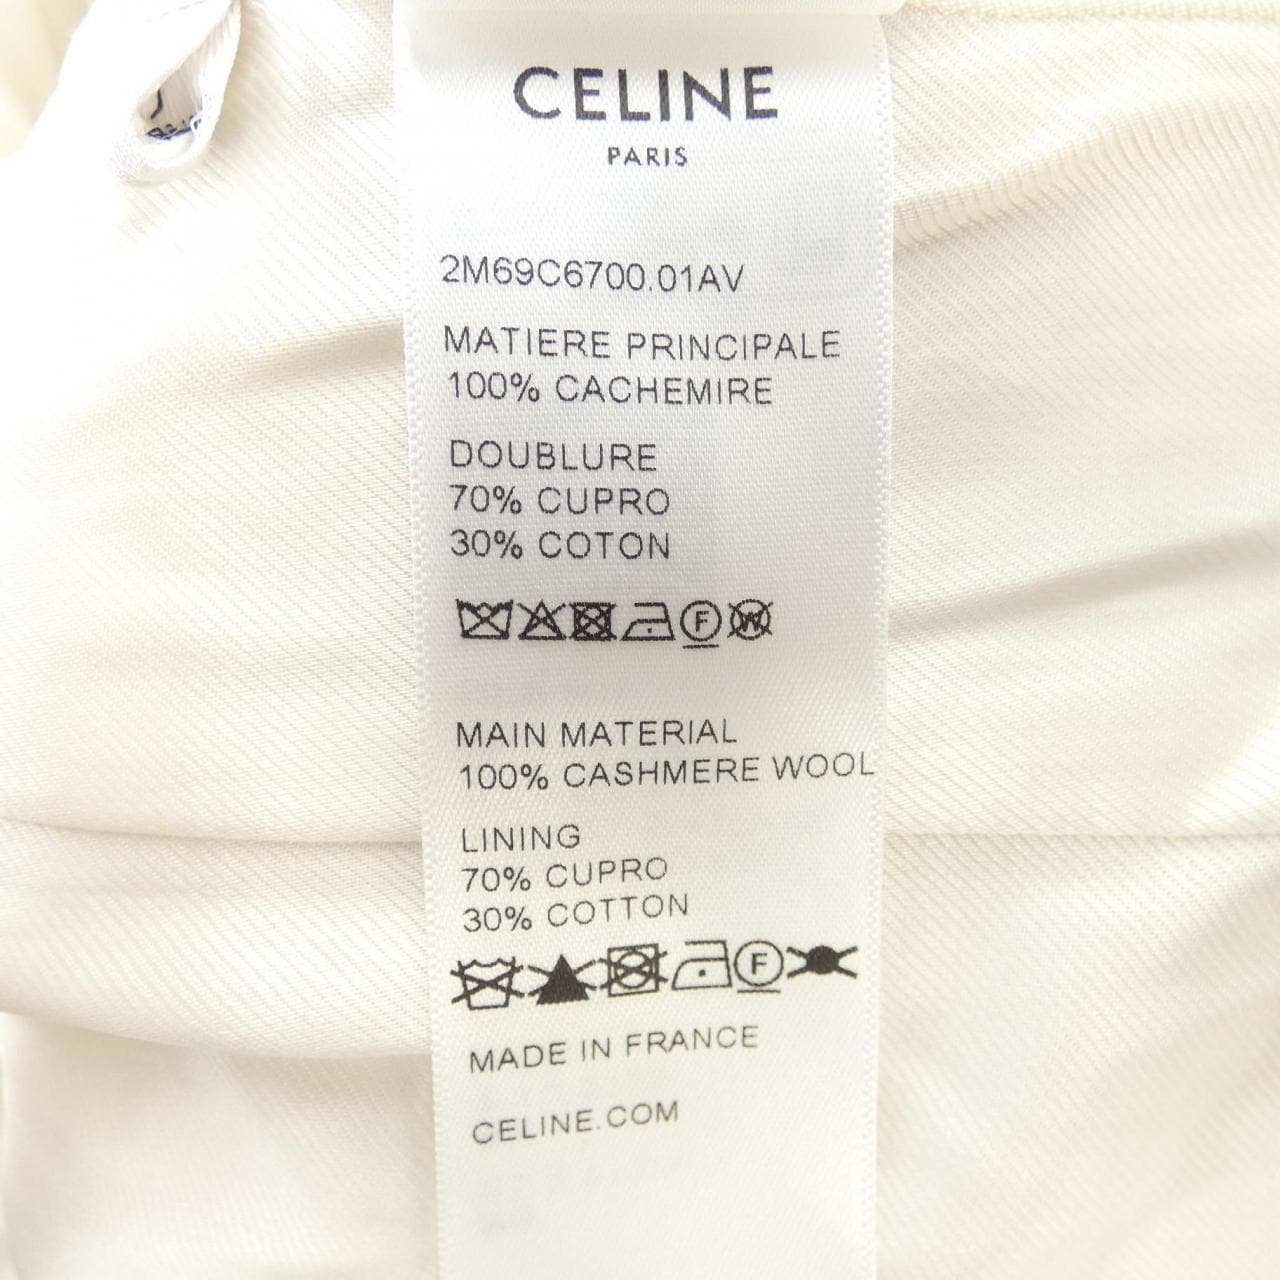 CELINE
PARIS
2M69C6700.01AV
MATIERE PRINCIPALE
100% CACHEMIRE
DOUBLURE
70% CUPRO
30% COTON
F W
MAIN MATERIAL
100% CASHMERE WOOL
LINING
70% CUPRO
30% COTTON
F
MADE IN FRANCE
CELINE.COM